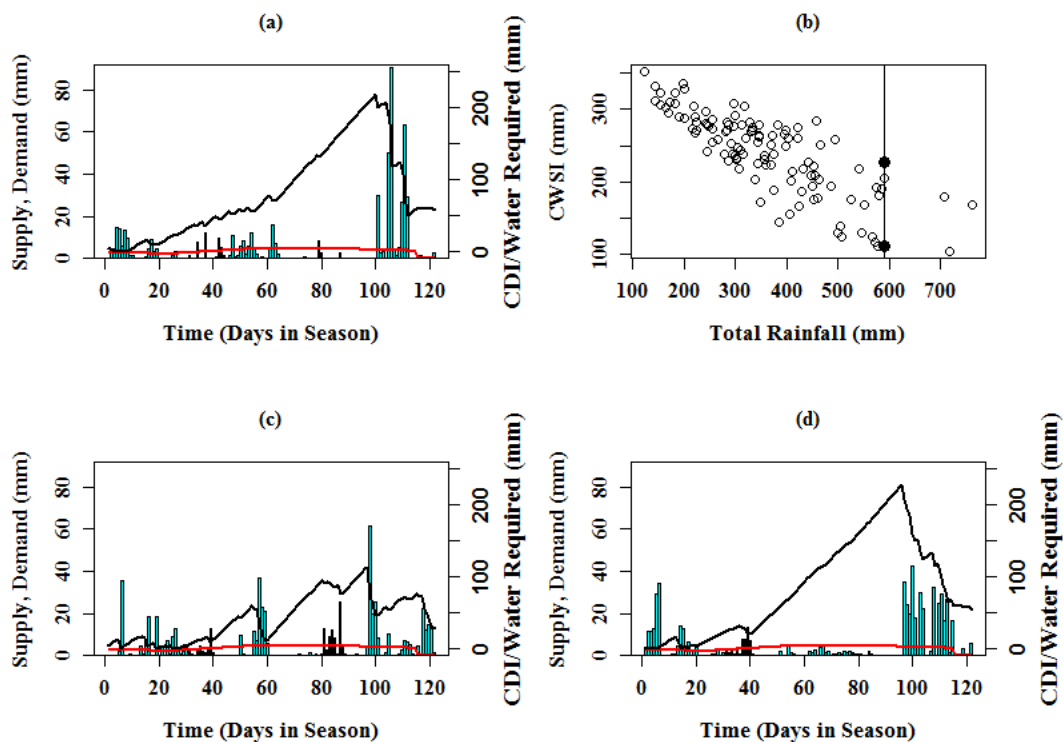 (a)
Supply, Demand (mm)
0 20 40 60 80
CDI/Water Required (mm)
0 100 200
0 20 40 60 80 100 120
Time (Days in Season)
(b)
CWSI (mm)
100 200 300
100 200 300 400 500 600 700
Total Rainfall (mm)
(c)
Supply, Demand (mm)
0 20 40 60 80
CDI/Water Required (mm)
0 100 200
0 20 40 60 80 100 120
Time (Days in Season)
(d)
Supply, Demand (mm)
0 20 40 60 80
CDI/Water Required (mm)
0 100 200
0 20 40 60 80 100 120
Time (Days in Season)